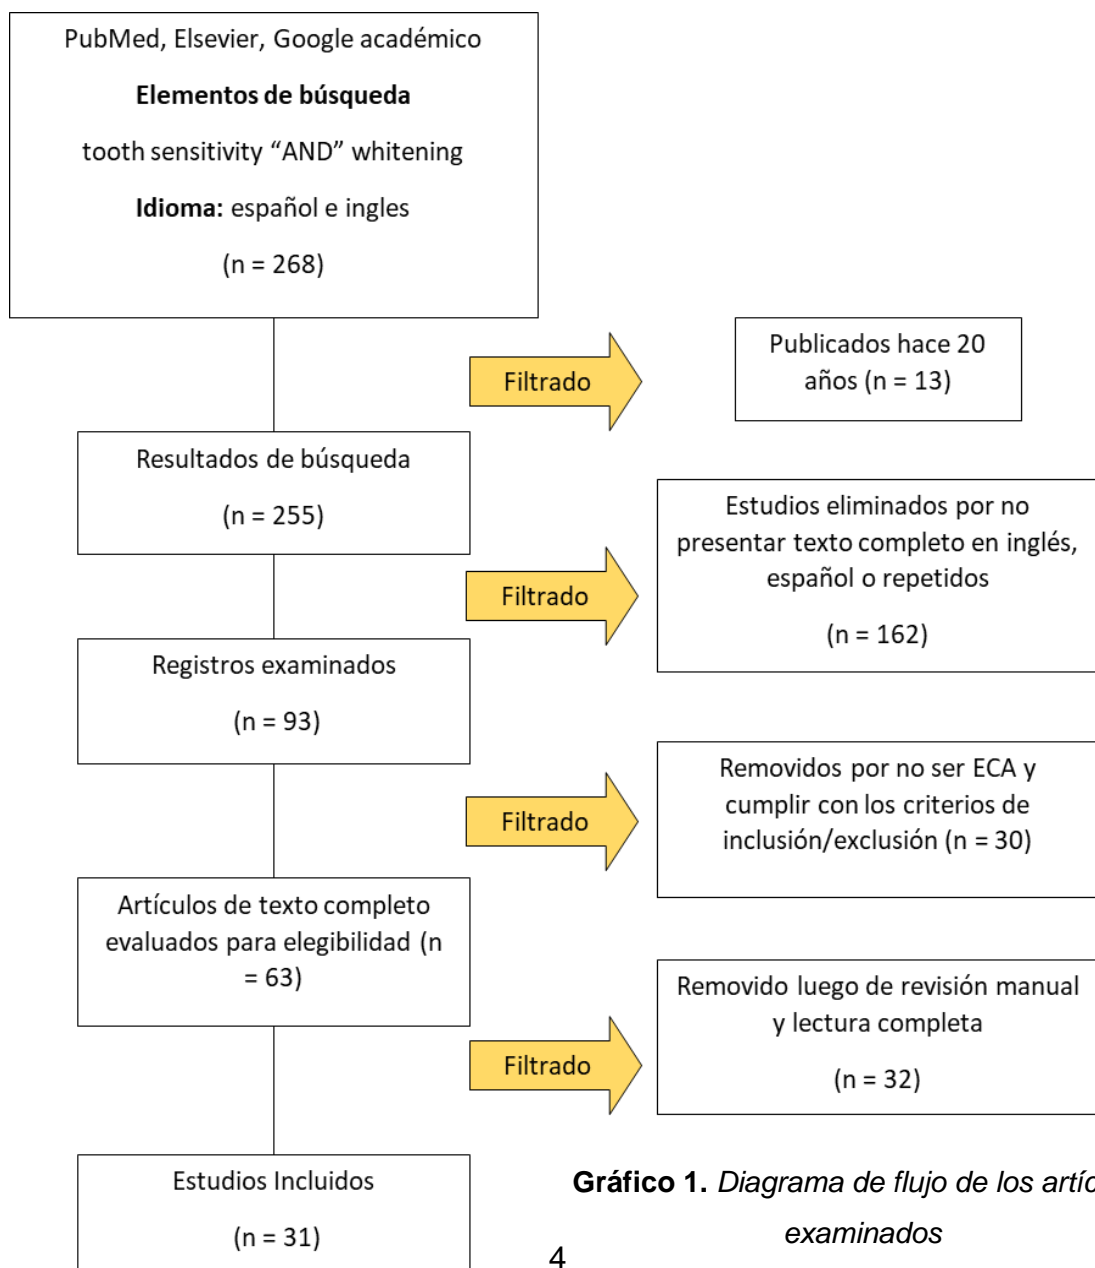 PubMed, Elsevier, Google académico
Elementos de búsqueda
tooth sensitivity “AND” whitening
Idioma: español e ingles
(n = 268)
Filtrado
Publicados hace 20
años (n = 13)
Resultados de búsqueda
(n = 255)
Filtrado
Estudios eliminados por no
presentar texto completo en inglés,
español o repetidos
(n = 162)
Registros examinados
(n = 93)
Filtrado
Removidos por no ser ECA y
cumplir con los criterios de
inclusión/exclusión (n = 30)
Artículos de texto completo
evaluados para elegibilidad (n
= 63)
Filtrado
Removido luego de revisión manual
y lectura completa
(n = 32)
Estudios Incluidos
(n = 31)
Gráfico 1. Diagrama de flujo de los artíc
examinados
4